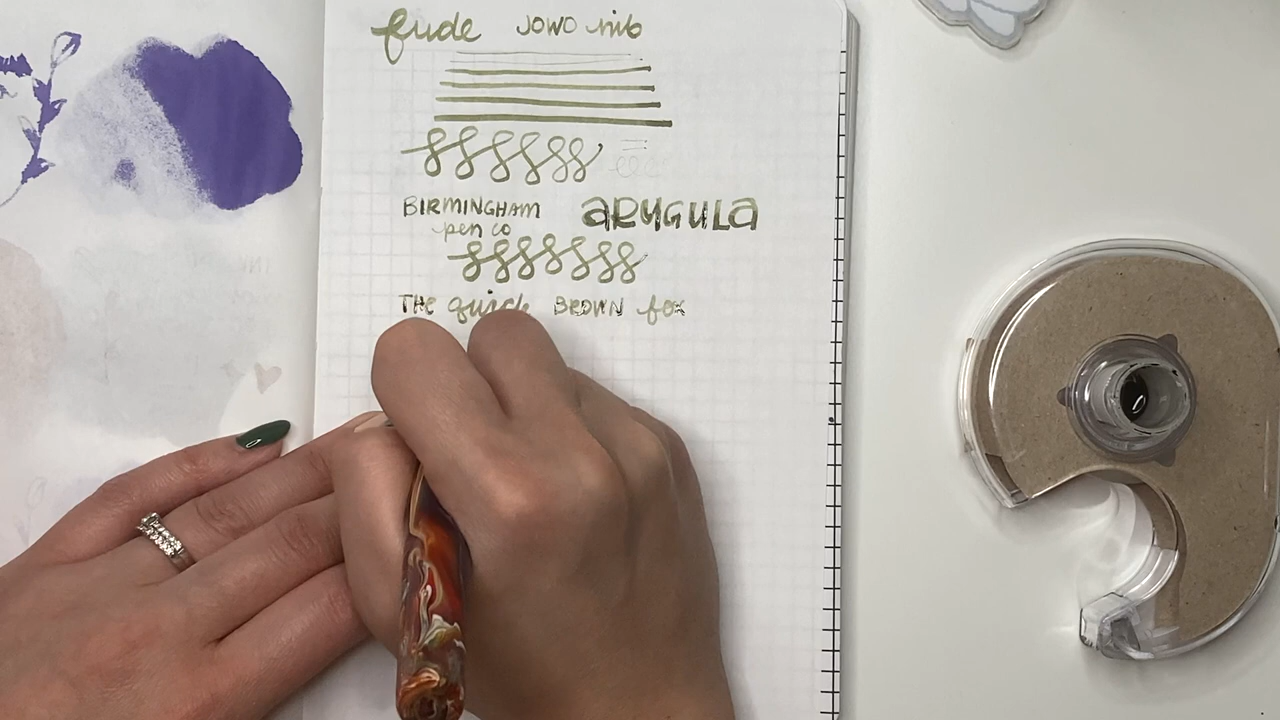 fude JOWO nib
BIRMINGHAM aRUGULa
pen co
THE quick BROWN fox